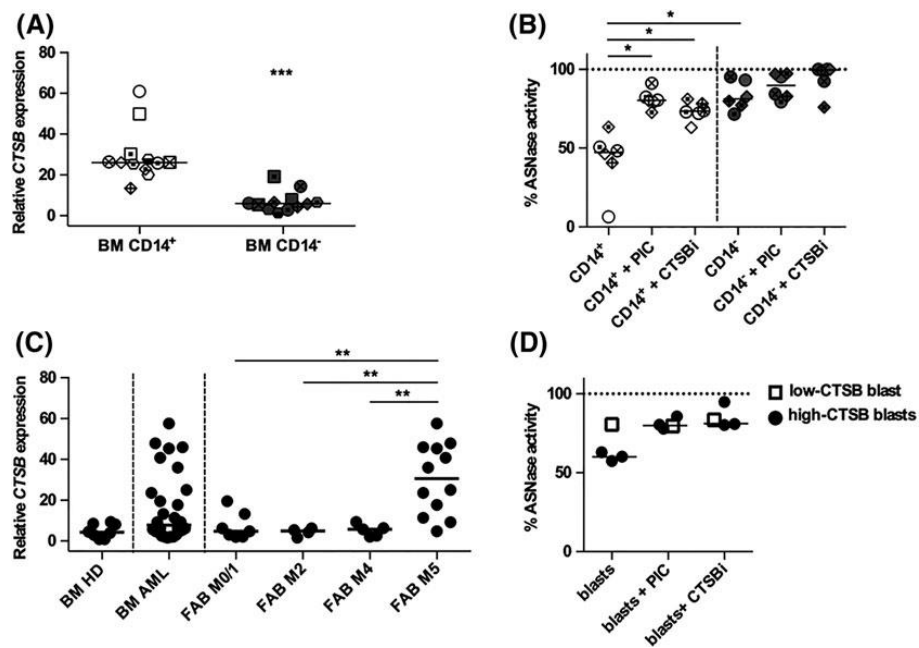 (A)
Relative CTSB expression
80
60
40
20
0
***
BM CD14+
BM CD14-
(B)
% ASNase activity
100
50
0
*
*
*
CD14+
CD14+ + PIC
CD14+ + CTSBi
CD14-
CD14- + PIC
CD14- + CTSBi
(C)
Relative CTSB expression
80
60
40
20
0
**
**
**
BM HD
BM AML
FAB M0/1
FAB M2
FAB M4
FAB M5
(D)
% ASNase activity
100
50
0
blasts
blasts + PIC
blasts+ CTSBi
low-CTSB blast
high-CTSB blasts